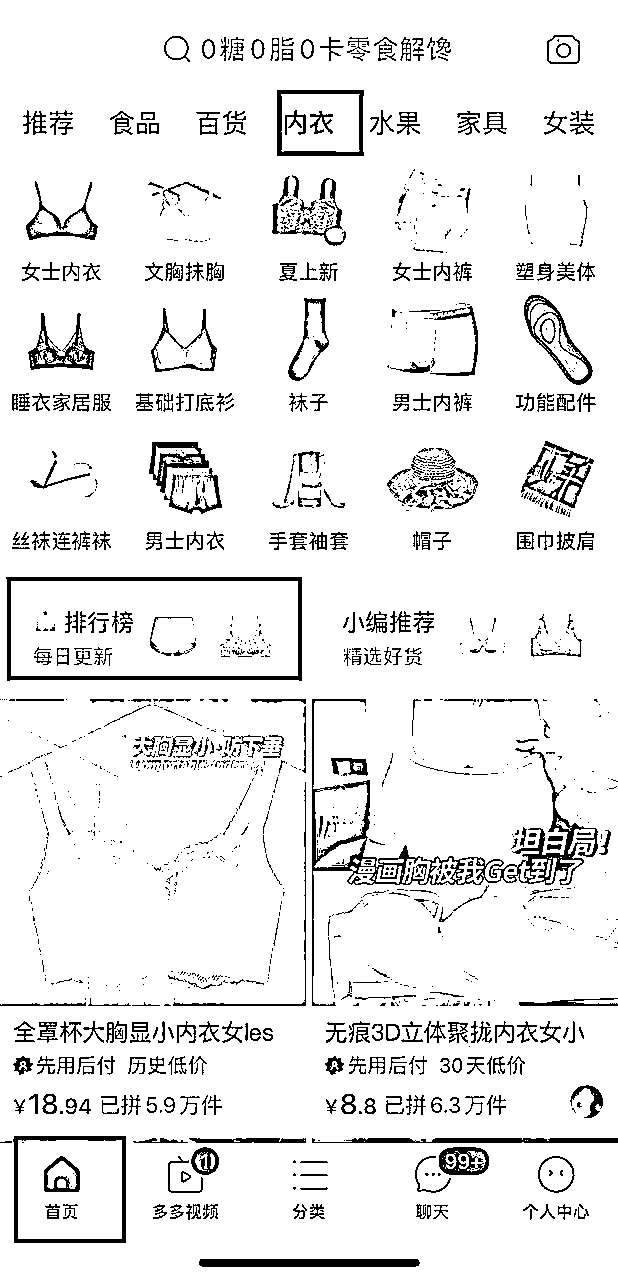 0糖0脂0卡零食解馋
推荐 食品 百货 内衣 水果 家具 女装
女士内衣 文胸抹胸 夏上新 女士内裤 塑身美体
睡衣家居服 基础打底衫 袜子 男士内裤 功能配件
丝袜连裤袜 男士内衣 手套袖套 帽子 围巾披肩
排行榜 小编推荐
每日更新 精选好货
大胸显小·防下垂
坦白局!
漫画胸被我Get到了
全罩杯大胸显小内衣女les 无痕3D立体聚拢内衣女小
先用后付 历史低价 先用后付 30天低价
¥18.94 已拼5.9万件 ¥8.8 已拼6.3万件
1 99+
首页 多多视频 分类 聊天 个人中心